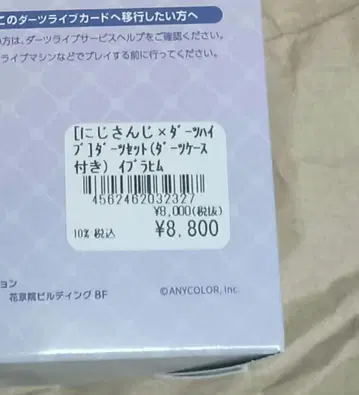 このダーツライブカードへ移行したい方へ
方は、ダーツライブサービスヘルプをご確認ください。
ライブマシンなどでプレイする前に行ってください。
[にじさんじ×ﾀﾞｰﾂﾊｲ
ﾌﾞ]ﾀﾞｰﾂｾｯﾄ(ﾀﾞｰﾂｹｰｽ
付き) ｲﾌﾞﾗﾋﾑ
4562462032327
¥8,000(税抜)
10% 税込 ¥8,800
ョン
花京院ビルディング 8F
©ANYCOLOR, Inc.